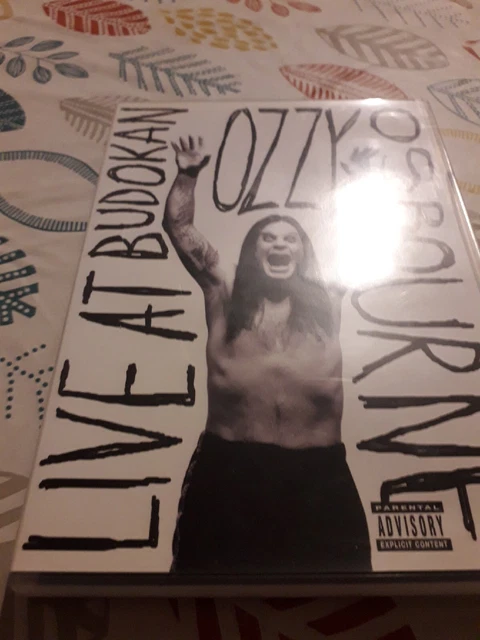 OZZY
OSBOURNE
LIVE AT BUDOKAN
PARENTAL
ADVISORY
EXPLICIT CONTENT